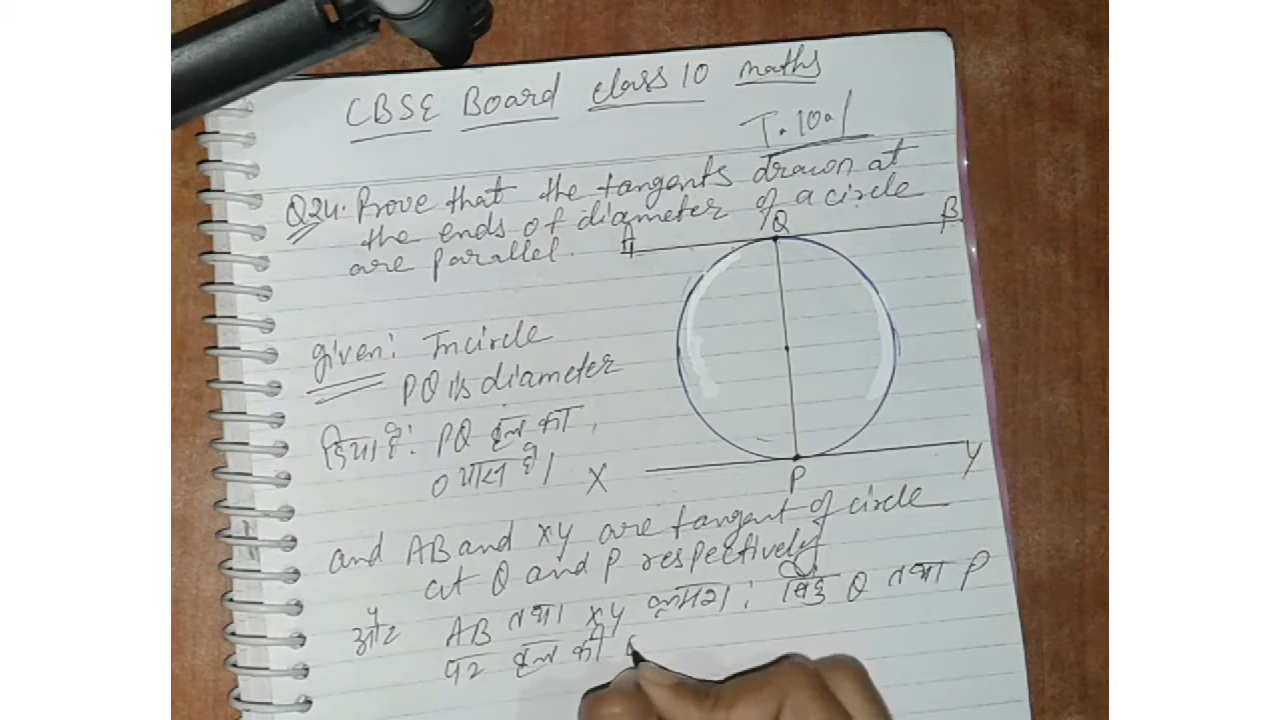 CBSE Board class 10 maths
T. 10.1
Q24. Prove that the tangents drawn at
the ends of diameter of a circle
are parallel.
Q
B
given: In circle
PQ is diameter
दिया है: PQ वृत्त का
व्यास है।
X
P
Y
and AB and XY are tangent of circle
at Q and P respectively
और AB तथा XY क्रमश: बिंदु Q तथा P
पर वृत्त की